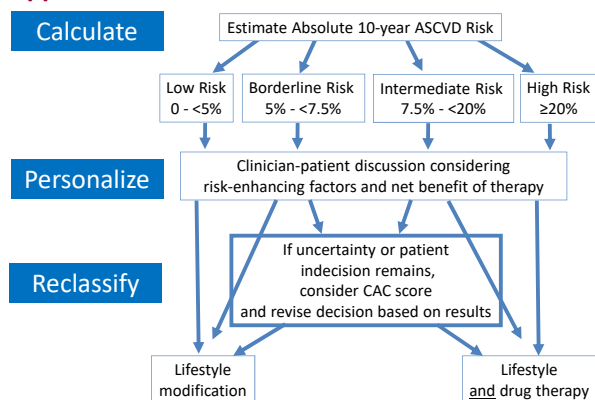 Calculate
Estimate Absolute 10-year ASCVD Risk
Low Risk
0 - <5%
Borderline Risk
5% - <7.5%
Intermediate Risk
7.5% - <20%
High Risk
≥20%
Personalize
Clinician-patient discussion considering
risk-enhancing factors and net benefit of therapy
Reclassify
If uncertainty or patient
indecision remains,
consider CAC score
and revise decision based on results
Lifestyle
modification
Lifestyle
and drug therapy